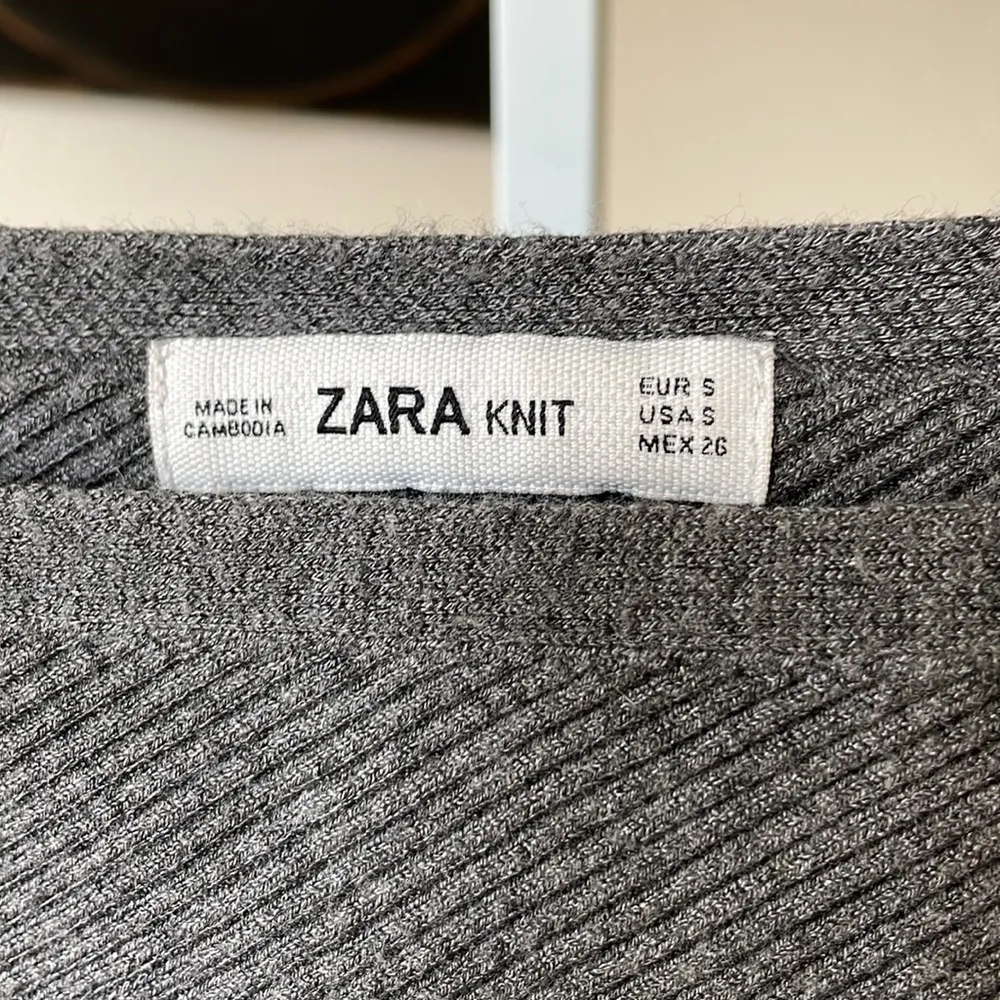 MADE IN
CAMBODIA
ZARA KNIT
EUR S
USA S
MEX 26